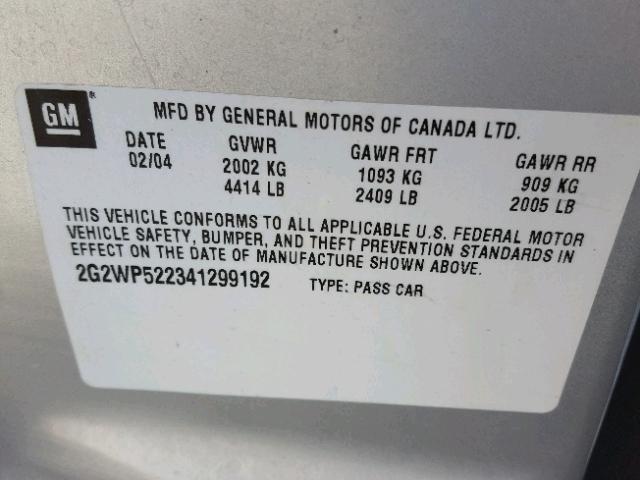 GM®
MFD BY GENERAL MOTORS OF CANADA LTD.
DATE GVWR GAWR FRT GAWR RR
02/04 2002 KG 1093 KG 909 KG
4414 LB 2409 LB 2005 LB
THIS VEHICLE CONFORMS TO ALL APPLICABLE U.S. FEDERAL MOTOR
VEHICLE SAFETY, BUMPER, AND THEFT PREVENTION STANDARDS IN
EFFECT ON THE DATE OF MANUFACTURE SHOWN ABOVE.
2G2WP522341299192 TYPE: PASS CAR